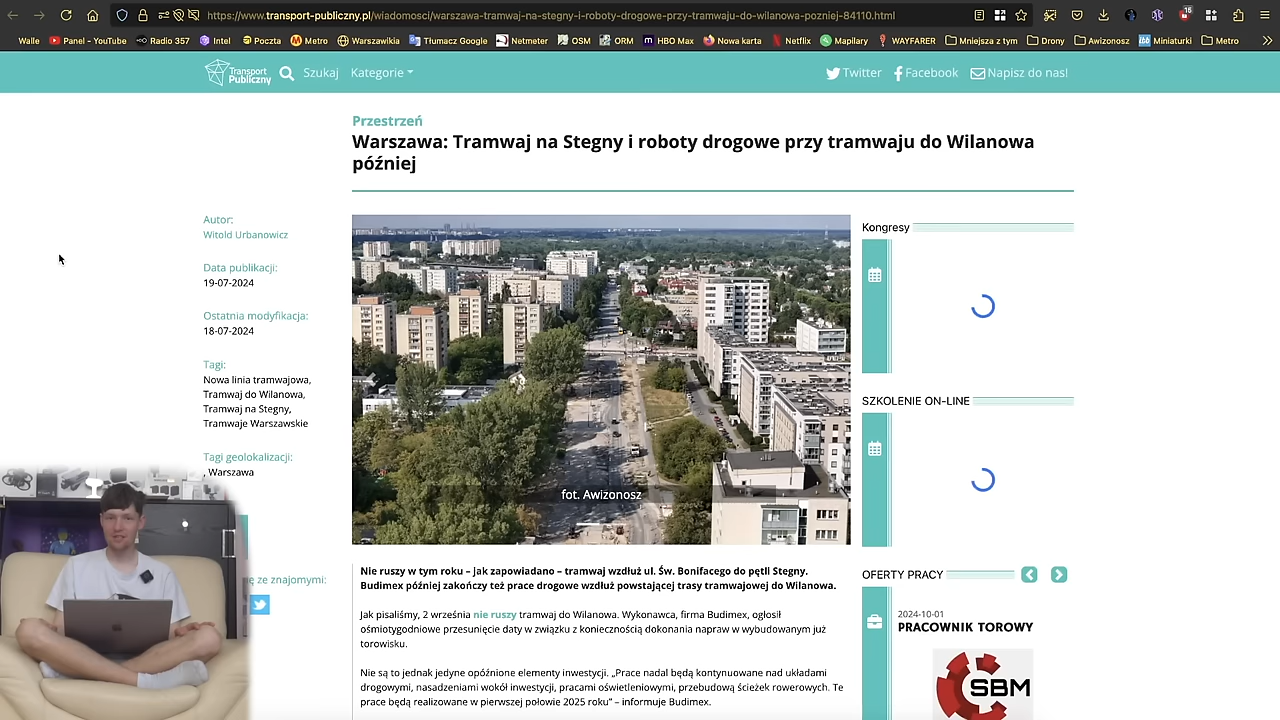 https://www.transport-publiczny.pl/wiadomosci/warszawa-tramwaj-na-stegny-i-roboty-drogowe-przy-tramwaju-do-wilanowa-pozniej-84110.html
15
Walle Panel - YouTube Radio 357 Intel Poczta Metro Warszawikia Tłumacz Google Netmeter OSM ORM HBO Max Nowa karta Netflix Mapilary WAYFARER Mniejsza z tym Drony Awizonosz Miniaturki Metro
Transport Publiczny
Szukaj Kategorie Twitter Facebook Napisz do nas!
Przestrzeń
Warszawa: Tramwaj na Stegny i roboty drogowe przy tramwaju do Wilanowa
później
Autor:
Witold Urbanowicz
Data publikacji:
19-07-2024
Ostatnia modyfikacja:
18-07-2024
Tagi:
Nowa linia tramwajowa,
Tramwaj do Wilanowa,
Tramwaj na Stegny,
Tramwaje Warszawskie
Tagi geolokalizacji:
, Warszawa
ze znajomymi:
fot. Awizonosz
Nie ruszy w tym roku – jak zapowiadano – tramwaj wzdłuż ul. Św. Bonifacego do pętli Stegny.
Budimex później zakończy też prace drogowe wzdłuż powstającej trasy tramwajowej do Wilanowa.
Jak pisaliśmy, 2 września nie ruszy tramwaj do Wilanowa. Wykonawca, firma Budimex, ogłosił
ośmiotygodniowe przesunięcie daty w związku z koniecznością dokonania napraw w wybudowanym już
torowisku.
Nie są to jednak jedyne opóźnione elementy inwestycji. „Prace nadal będą kontynuowane nad układami
drogowymi, nasadzeniami wokół inwestycji, pracami oświetleniowymi, przebudową ścieżek rowerowych. Te
prace będą realizowane w pierwszej połowie 2025 roku” – informuje Budimex.
Kongresy
SZKOLENIE ON-LINE
OFERTY PRACY
2024-10-01
PRACOWNIK TOROWY
SBM